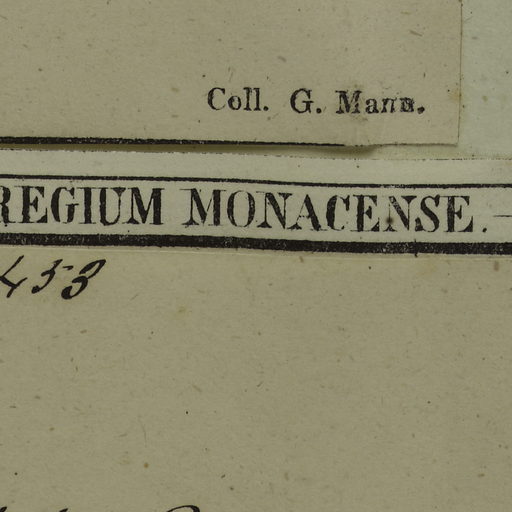 Coll. G. Mann.
REGIUM MONACENSE.
453